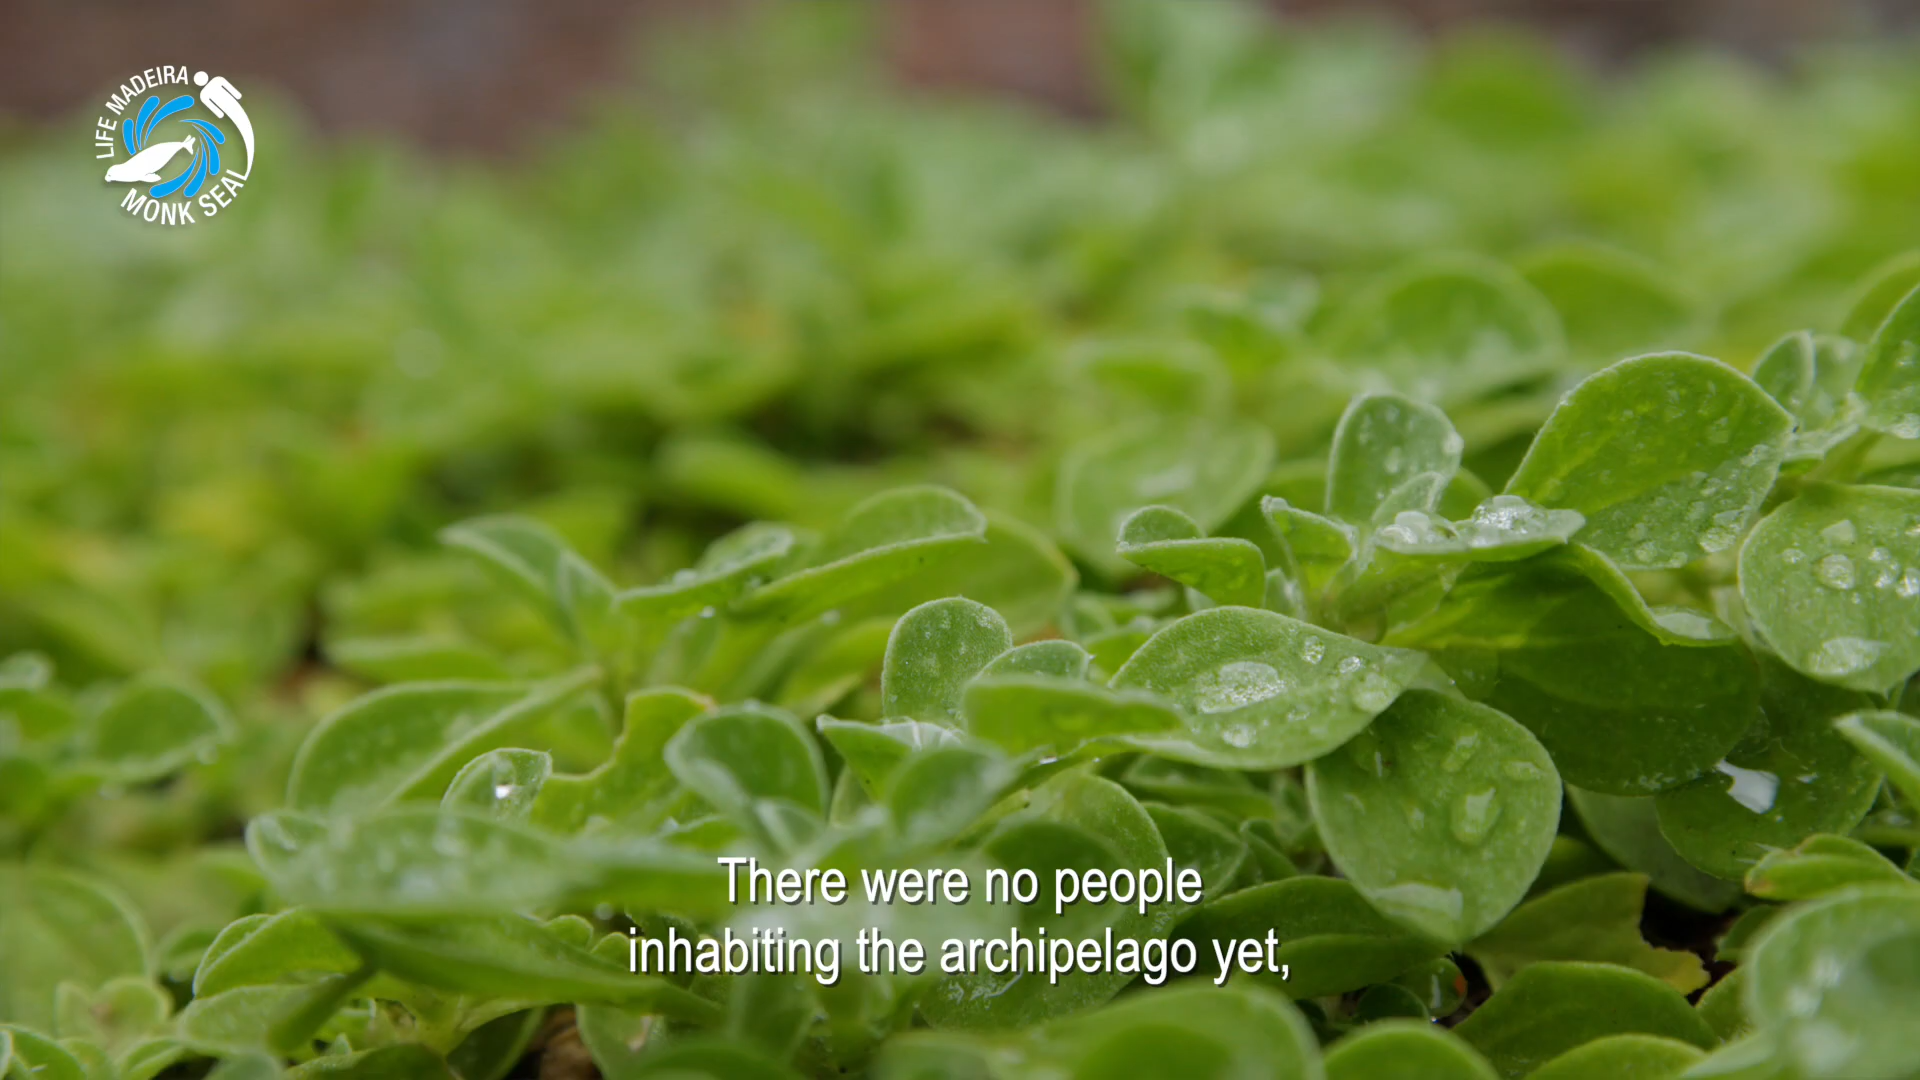 LIFE MADEIRA
MONK SEAL
There were no people
inhabiting the archipelago yet,